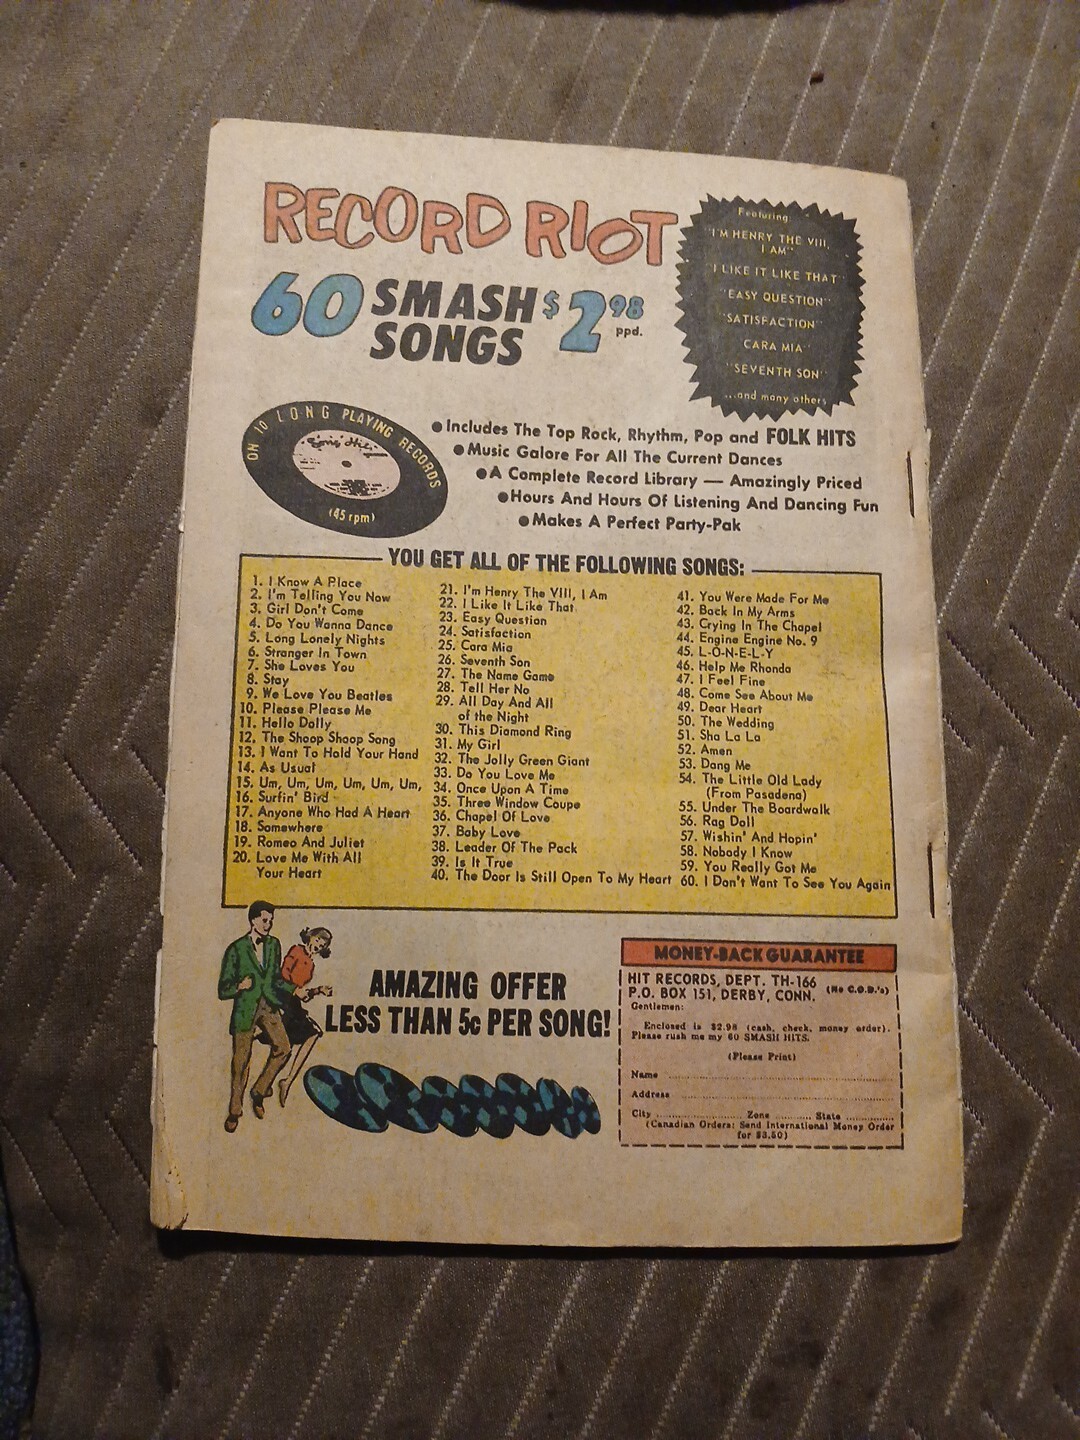 RECORD RIOT
60 SMASH SONGS $2.98 ppd.
Featuring
"I'M HENRY THE VIII,
I AM"
"I LIKE IT LIKE THAT"
"EASY QUESTION"
"SATISFACTION"
CARA MIA"
"SEVENTH SON"
...and many others
ON 10 LONG PLAYING RECORDS
(45 rpm)
●Includes The Top Rock, Rhythm, Pop and FOLK HITS
●Music Galore For All The Current Dances
●A Complete Record Library — Amazingly Priced
●Hours And Hours Of Listening And Dancing Fun
●Makes A Perfect Party-Pak
YOU GET ALL OF THE FOLLOWING SONGS:
1. I Know A Place
2. I'm Telling You Now
3. Girl Don't Come
4. Do You Wanna Dance
5. Long Lonely Nights
6. Stranger In Town
7. She Loves You
8. Stay
9. We Love You Beatles
10. Please Please Me
11. Hello Dolly
12. The Shoop Shoop Song
13. I Want To Hold Your Hand
14. As Usual
15. Um, Um, Um, Um, Um, Um,
16. Surfin' Bird
17. Anyone Who Had A Heart
18. Somewhere
19. Romeo And Juliet
20. Love Me With All
Your Heart
21. I'm Henry The VIII, I Am
22. I Like It Like That
23. Easy Question
24. Satisfaction
25. Cara Mia
26. Seventh Son
27. The Name Game
28. Tell Her No
29. All Day And All
of the Night
30. This Diamond Ring
31. My Girl
32. The Jolly Green Giant
33. Do You Love Me
34. Once Upon A Time
35. Three Window Coupe
36. Chapel Of Love
37. Baby Love
38. Leader Of The Pack
39. Is It True
40. The Door Is Still Open To My Heart
41. You Were Made For Me
42. Back In My Arms
43. Crying In The Chapel
44. Engine Engine No. 9
45. L-O-N-E-L-Y
46. Help Me Rhonda
47. I Feel Fine
48. Come See About Me
49. Dear Heart
50. The Wedding
51. Sha La La
52. Amen
53. Dang Me
54. The Little Old Lady
(From Pasadena)
55. Under The Boardwalk
56. Rag Doll
57. Wishin' And Hopin'
58. Nobody I Know
59. You Really Got Me
60. I Don't Want To See You Again
AMAZING OFFER
LESS THAN 5c PER SONG!
MONEY-BACK GUARANTEE
HIT RECORDS, DEPT. TH-166
P.O. BOX 151, DERBY, CONN. (No C.O.D.'s)
Gentlemen:
Enclosed is $2.98 (cash, check, money order).
Please rush me my 60 SMASH HITS.
(Please Print)
Name
Address
City Zone State
(Canadian Orders: Send International Money Order
for $3.50)